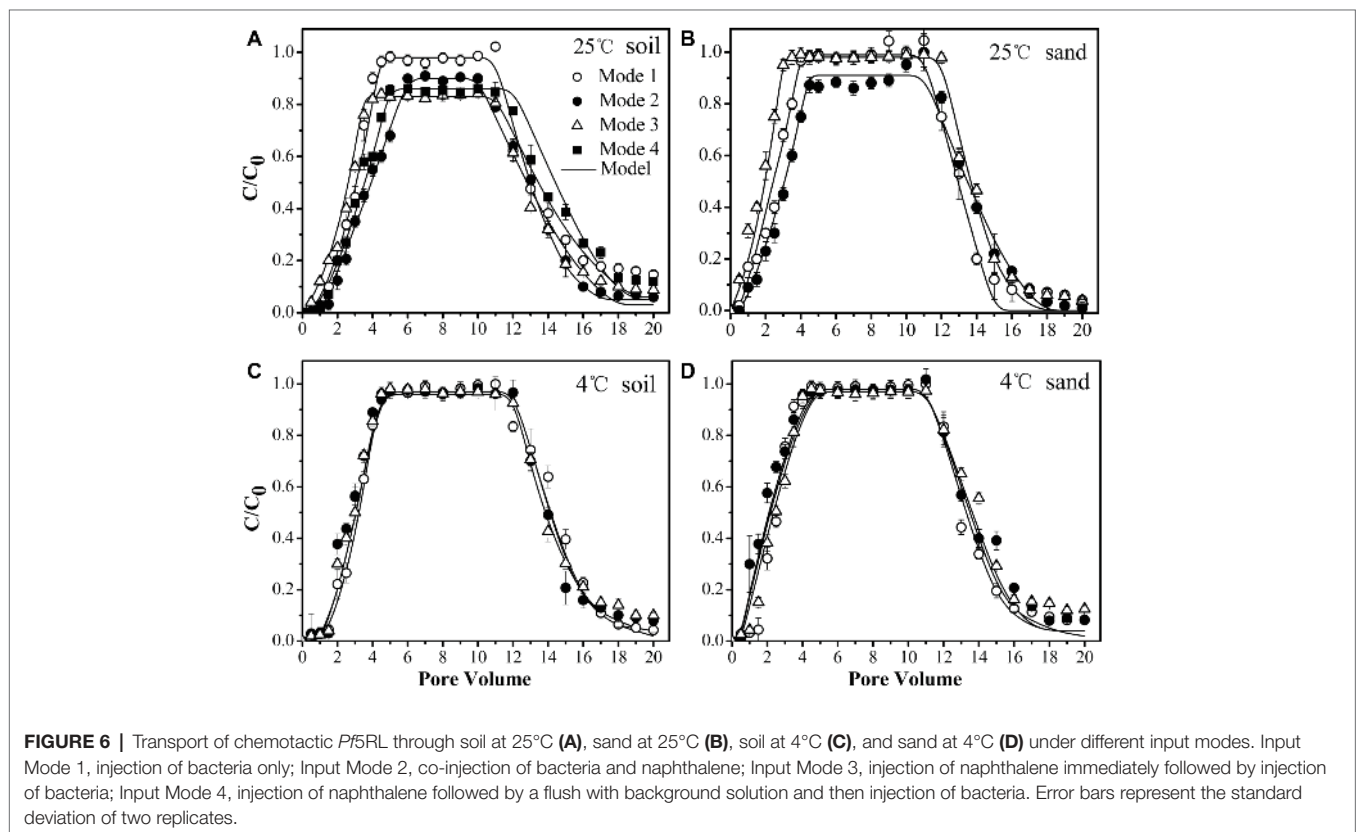 A
25℃ soil
Mode 1
Mode 2
Mode 3
Mode 4
Model
C/C0
1.0
0.8
0.6
0.4
0.2
0.0
0 2 4 6 8 10 12 14 16 18 20
B
25℃ sand
1.0
0.8
0.6
0.4
0.2
0.0
0 2 4 6 8 10 12 14 16 18 20
C
4℃ soil
C/C0
1.0
0.8
0.6
0.4
0.2
0.0
0 2 4 6 8 10 12 14 16 18 20
Pore Volume
D
4℃ sand
1.0
0.8
0.6
0.4
0.2
0.0
0 2 4 6 8 10 12 14 16 18 20
Pore Volume
FIGURE 6 | Transport of chemotactic Pf5RL through soil at 25°C (A), sand at 25°C (B), soil at 4°C (C), and sand at 4°C (D) under different input modes. Input
Mode 1, injection of bacteria only; Input Mode 2, co-injection of bacteria and naphthalene; Input Mode 3, injection of naphthalene immediately followed by injection
of bacteria; Input Mode 4, injection of naphthalene followed by a flush with background solution and then injection of bacteria. Error bars represent the standard
deviation of two replicates.